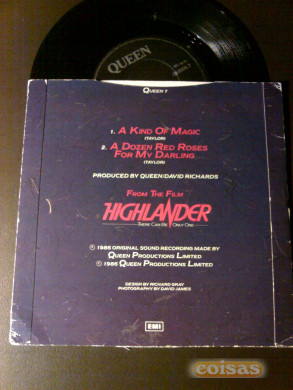 QUEEN
QUEEN 7
1. A KIND OF MAGIC
(TAYLOR)
2. A DOZEN RED ROSES
FOR MY DARLING
(TAYLOR)
PRODUCED BY QUEEN/DAVID RICHARDS
FROM THE FILM
HIGHLANDER
THERE CAN BE ONLY ONE
℗ 1986 ORIGINAL SOUND RECORDING MADE BY
QUEEN PRODUCTIONS LIMITED
© 1986 QUEEN PRODUCTIONS LIMITED
DESIGN BY RICHARD GRAY
PHOTOGRAPHY BY DAVID JAMES
EMI
coisas